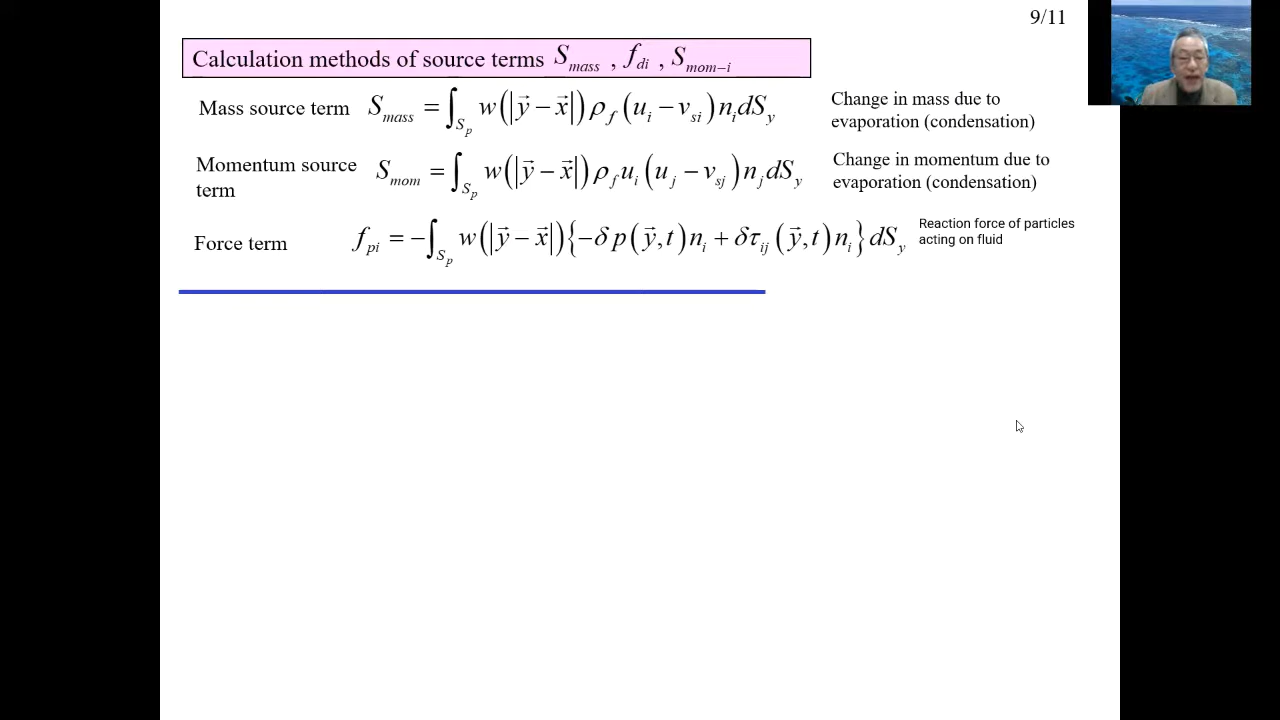 9/11
Calculation methods of source terms S_mass , f_di , S_mom−i
Mass source term S_mass = ∫_{S_p} w(|y⃗ − x⃗|) ρ_f (u_i − v_si) n_i dS_y
Change in mass due to
evaporation (condensation)
Momentum source
term
S_mom = ∫_{S_p} w(|y⃗ − x⃗|) ρ_f u_i (u_j − v_sj) n_j dS_y
Change in momentum due to
evaporation (condensation)
Force term f_pi = −∫_{S_p} w(|y⃗ − x⃗|) {−δp(y⃗,t) n_i + δτ_ij (y⃗,t) n_i} dS_y
Reaction force of particles
acting on fluid